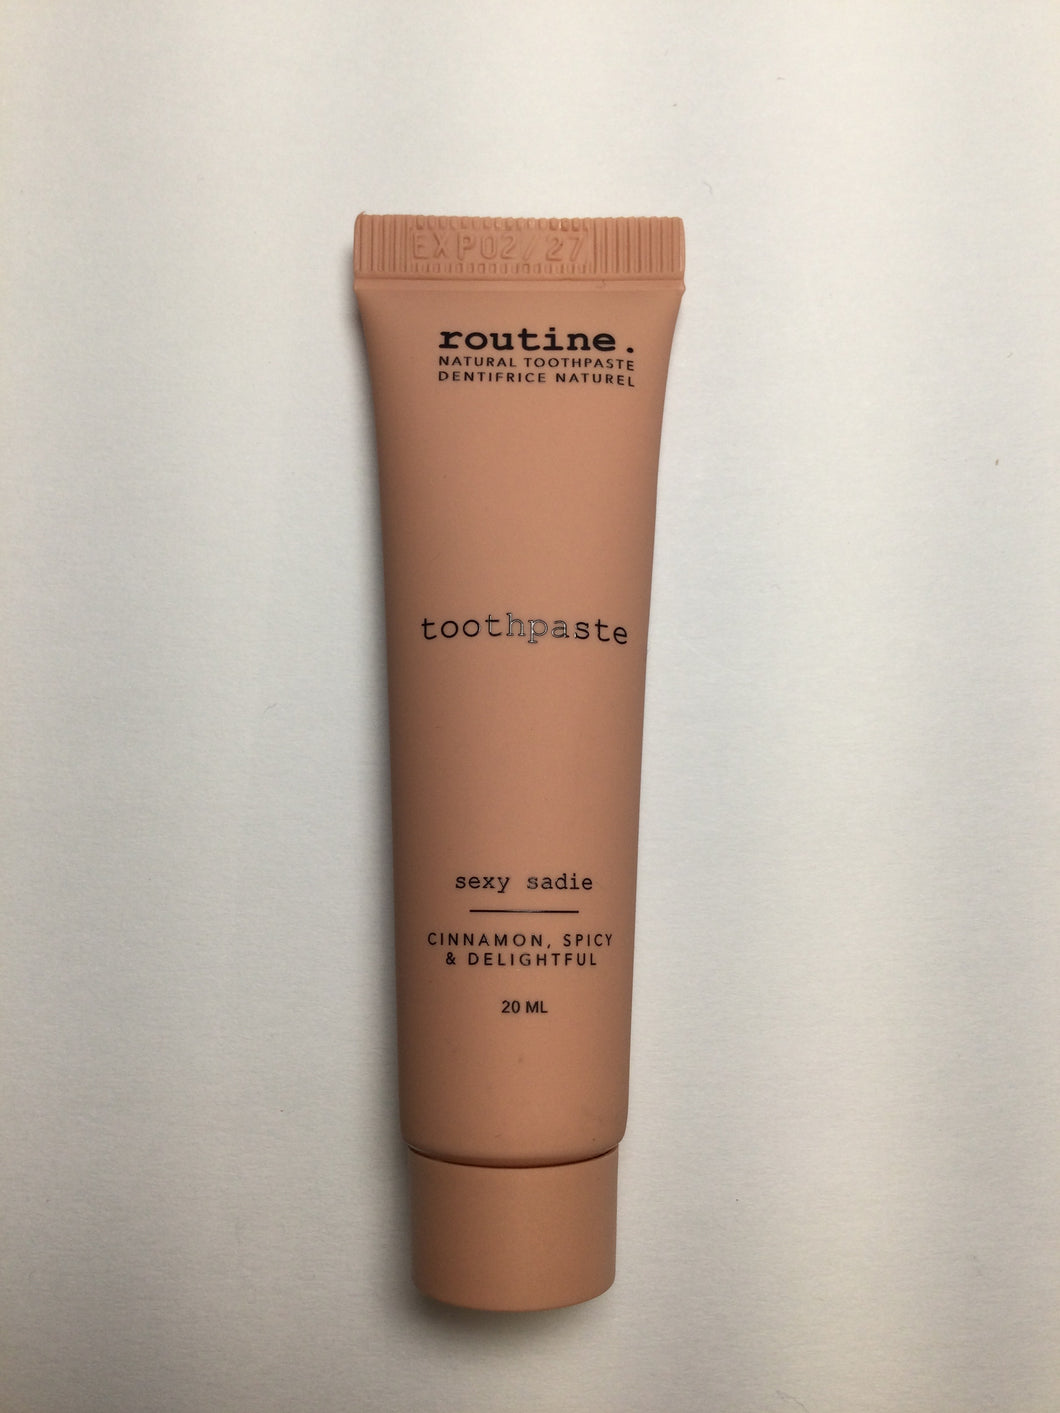 EXP02/27
routine.
NATURAL TOOTHPASTE
DENTIFRICE NATUREL
toothpaste
sexy sadie
CINNAMON, SPICY
& DELIGHTFUL
20 ML